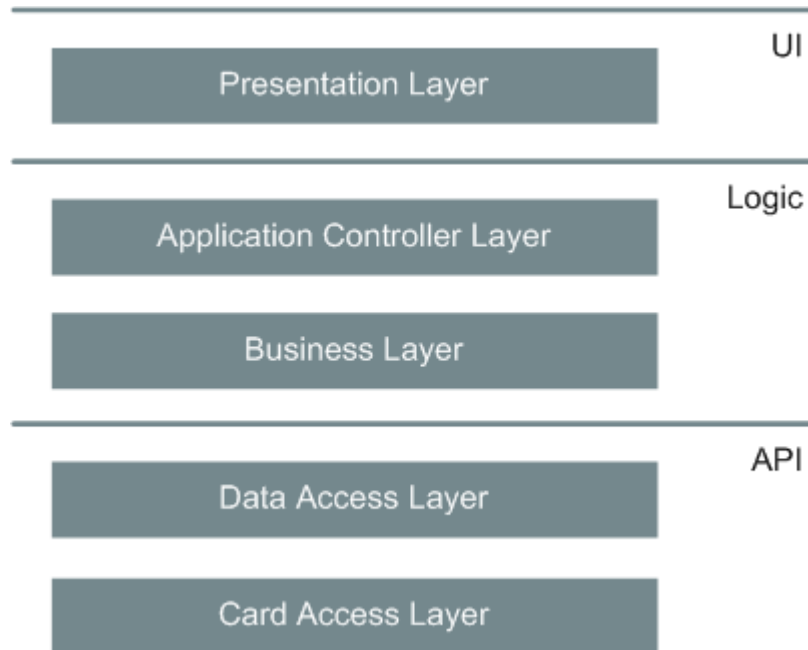 UI
Presentation Layer
Logic
Application Controller Layer
Business Layer
API
Data Access Layer
Card Access Layer